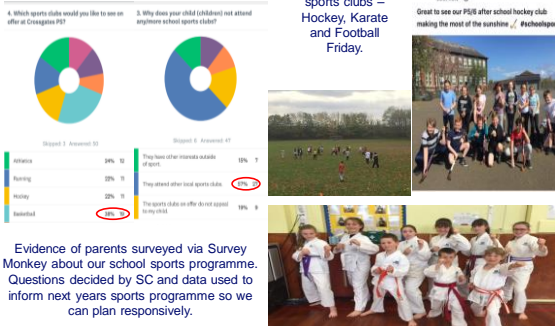 4. Which sports clubs would you like to see on
offer at Crossgates PS?
Skipped: 3 Answered: 50
Athletics 24% 12
Running 22% 11
Hockey 22% 11
Basketball
3. Why does your child (children) not attend
any/more school sports clubs?
Answered: 47
They have other interests outside
of sport. 15% 7
They attend other local sports clubs 57% 27
The sports clubs on offer do not appeal
to my child. 19% 9
Evidence of parents surveyed via Survey
Monkey about our school sports programme.
Questions decided by SC and data used to
inform next years sports programme so we
can plan responsively.
sports clubs –
Hockey, Karate
and Football
Friday.
Great to see our P5/6 after school hockey club
making the most of the sunshine #schoolspor